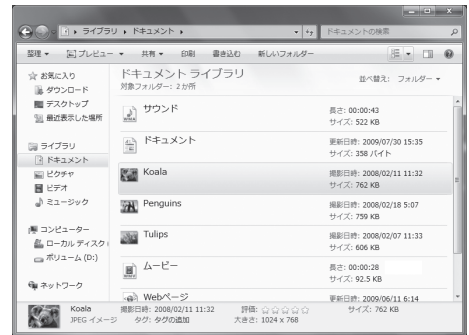 ライブラリ ▸ ドキュメント ▸
ドキュメントの検索
整理 ▼ プレビュー ▼ 共有 ▼ 印刷 書き込む 新しいフォルダー
お気に入り
ダウンロード
デスクトップ
最近表示した場所
ライブラリ
ドキュメント
ピクチャ
ビデオ
ミュージック
コンピューター
ローカル ディスク (
ボリューム (D:)
ネットワーク
ドキュメント ライブラリ
対象フォルダー: 2か所
並べ替え: フォルダー ▼
サウンド
長さ: 00:00:43
サイズ: 522 KB
ドキュメント
更新日時: 2009/07/30 15:35
サイズ: 358 バイト
Koala
撮影日時: 2008/02/11 11:32
サイズ: 762 KB
Penguins
撮影日時: 2008/02/18 5:07
サイズ: 759 KB
Tulips
撮影日時: 2008/02/07 11:33
サイズ: 606 KB
ムービー
長さ: 00:00:28
サイズ: 92.5 KB
Webページ
更新日時: 2009/06/11 6:14
Koala 撮影日時: 2008/02/11 11:32 評価: ☆☆☆☆☆ サイズ: 762 KB
JPEG イメージ タグ: タグの追加 大きさ: 1024 x 768